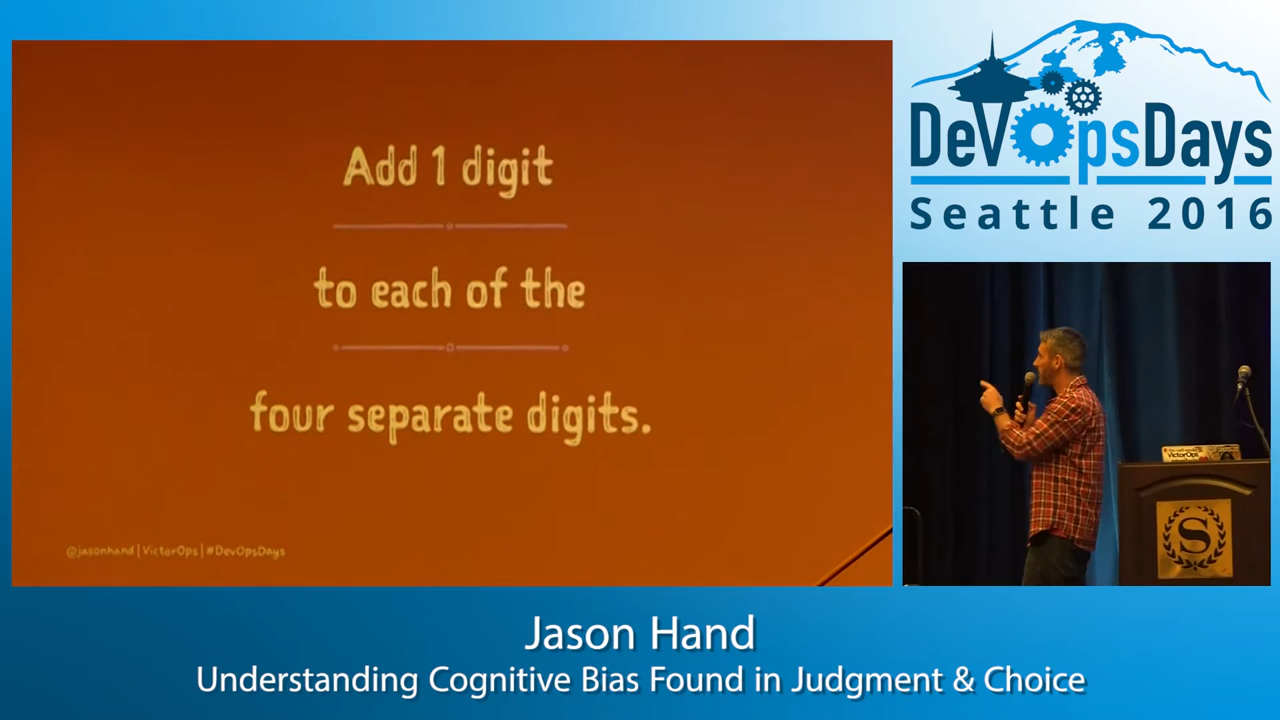 Add 1 digit
to each of the
four separate digits.
@jasonhand | VictorOps | #DevOpsDays
DevOpsDays
Seattle 2016
VictorOps
S
Jason Hand
Understanding Cognitive Bias Found in Judgment & Choice